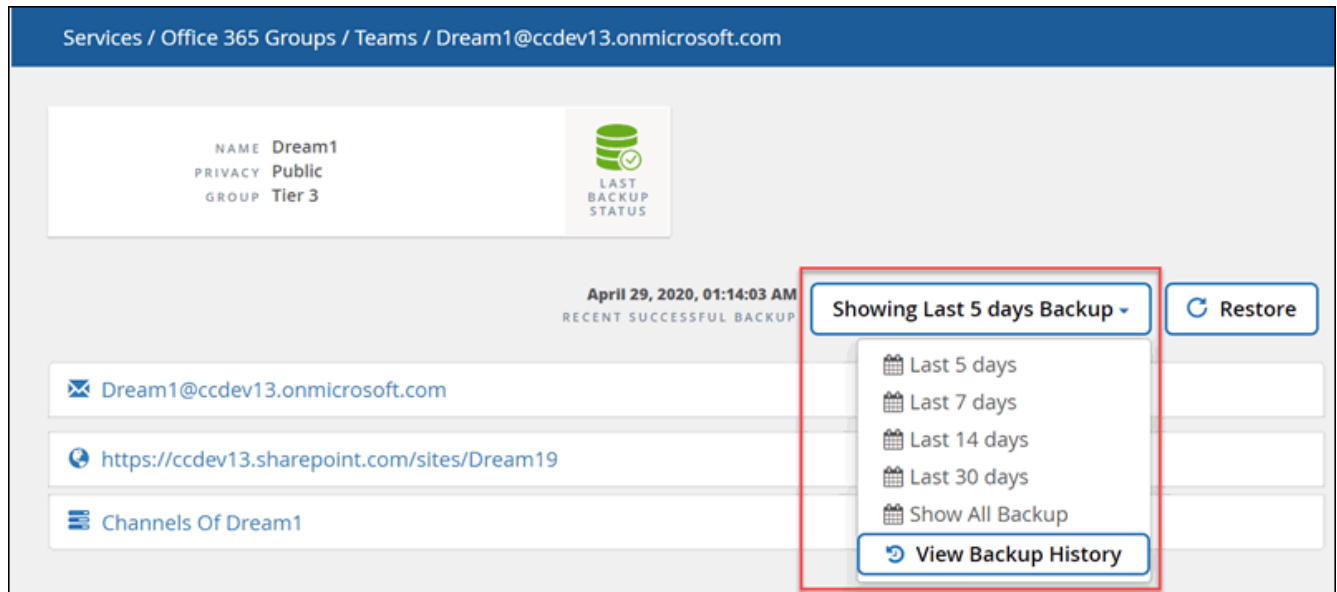 Services / Office 365 Groups / Teams / Dream1@ccdev13.onmicrosoft.com
NAME Dream1
PRIVACY Public
GROUP Tier 3
LAST
BACKUP
STATUS
April 29, 2020, 01:14:03 AM
RECENT SUCCESSFUL BACKUP
Showing Last 5 days Backup
Restore
Last 5 days
Last 7 days
Last 14 days
Last 30 days
Show All Backup
View Backup History
Dream1@ccdev13.onmicrosoft.com
https://ccdev13.sharepoint.com/sites/Dream19
Channels Of Dream1